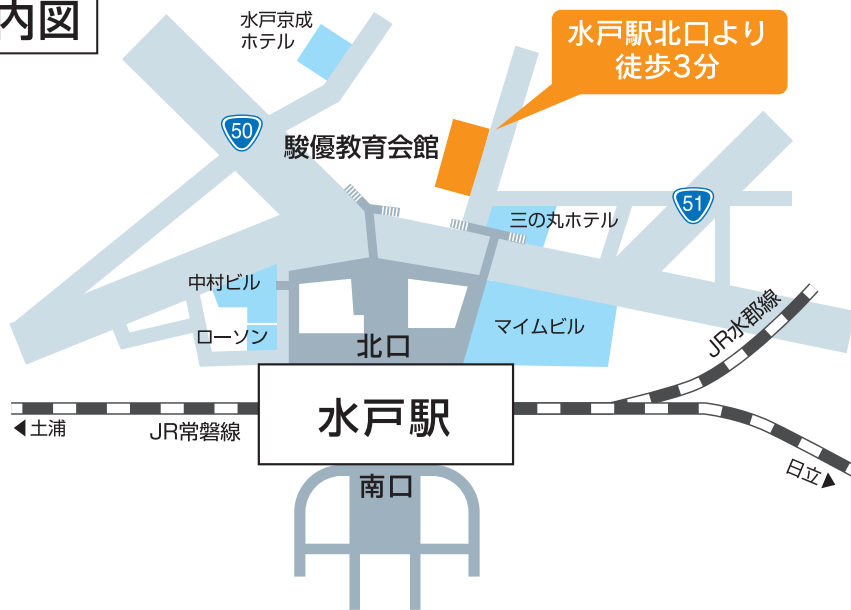 内図
水戸京成
ホテル
水戸駅北口より
徒歩3分
50
駿優教育会館
51
三の丸ホテル
中村ビル
ローソン
マイムビル
JR水郡線
北口
水戸駅
土浦
JR常磐線
日立
南口